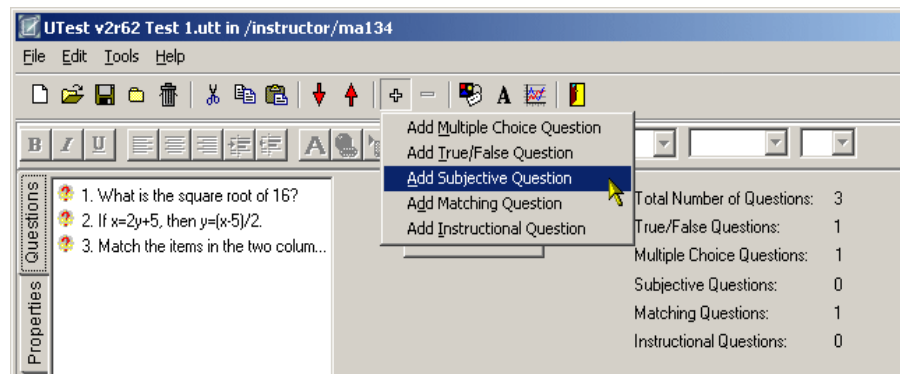 UTest v2r62 Test 1.utt in /instructor/ma134
File Edit Tools Help
A
B I U A
Add Multiple Choice Question
Add True/False Question
Add Subjective Question
Add Matching Question
Add Instructional Question
Questions
Properties
1. What is the square root of 16?
2. If x=2y+5, then y=(x-5)/2.
3. Match the items in the two colum...
Total Number of Questions: 3
True/False Questions: 1
Multiple Choice Questions: 1
Subjective Questions: 0
Matching Questions: 1
Instructional Questions: 0